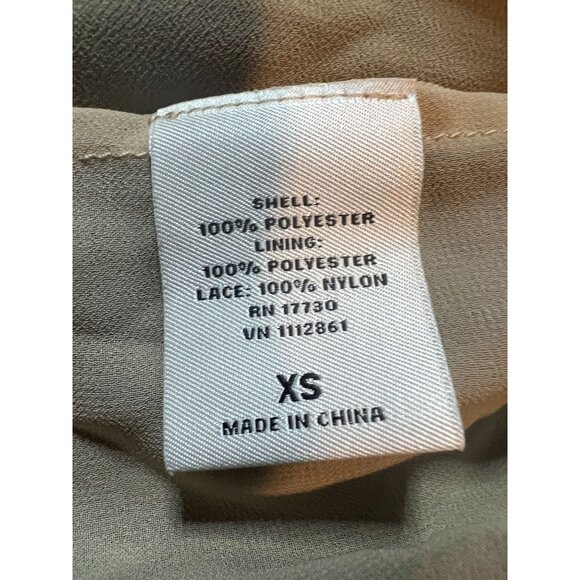 SHELL:
100% POLYESTER
LINING:
100% POLYESTER
LACE: 100% NYLON
RN 17730
VN 1112861
XS
MADE IN CHINA